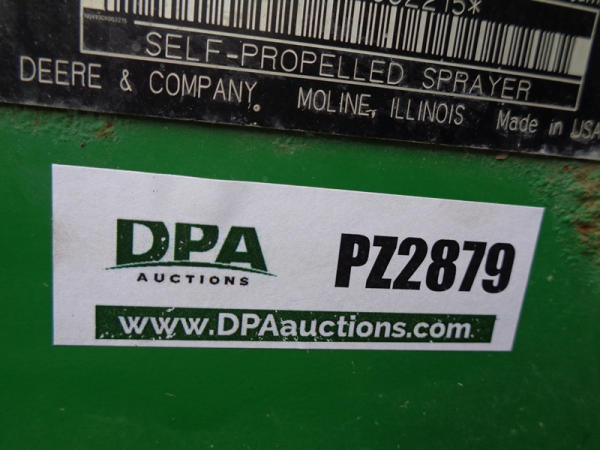 SELF-PROPELLED SPRAYER
DEERE & COMPANY, MOLINE, ILLINOIS Made in USA
DPA
AUCTIONS
PZ2879
www.DPAauctions.com